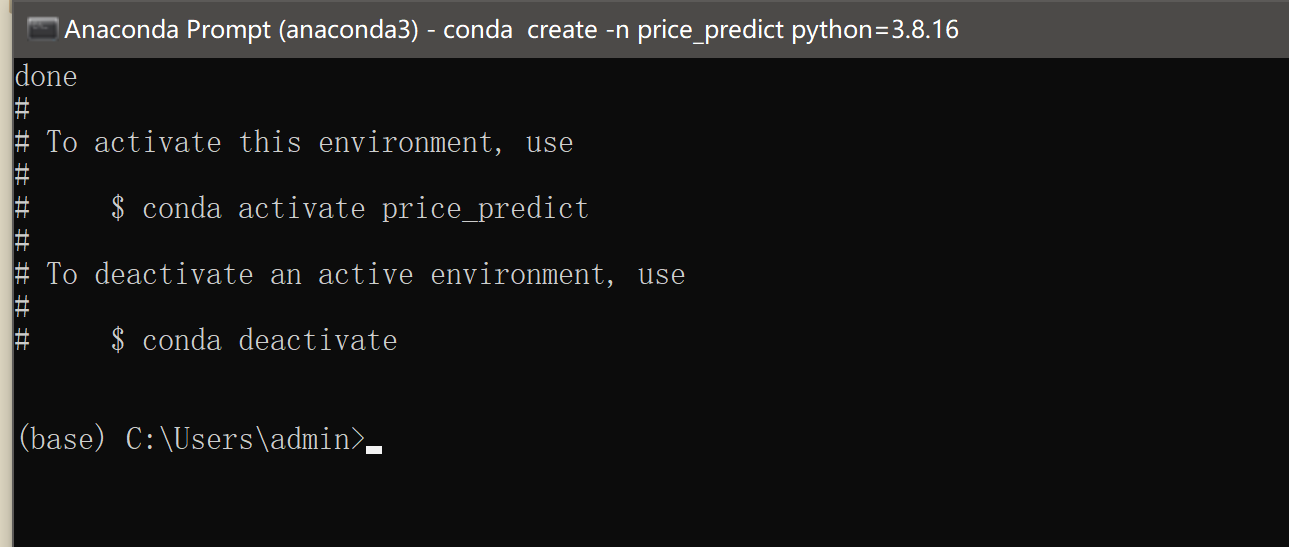 Anaconda Prompt (anaconda3) - conda  create -n price_predict python=3.8.16
done
#
# To activate this environment, use
#
#     $ conda activate price_predict
#
# To deactivate an active environment, use
#
#     $ conda deactivate
(base) C:\Users\admin>